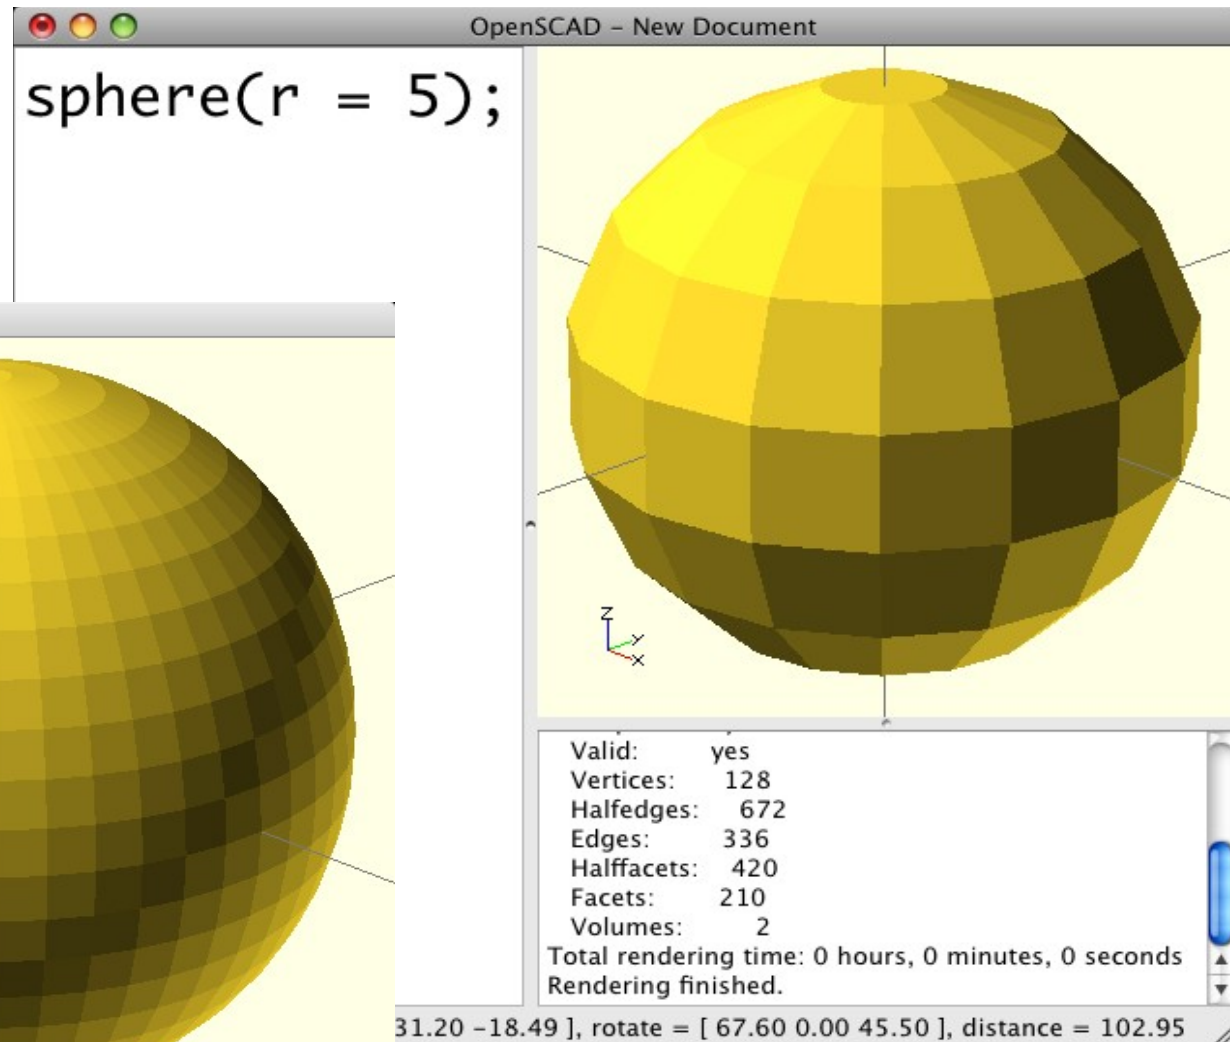 OpenSCAD – New Document
sphere(r = 5);
Z
Y
X
Valid: yes
Vertices: 128
Halfedges: 672
Edges: 336
Halffacets: 420
Facets: 210
Volumes: 2
Total rendering time: 0 hours, 0 minutes, 0 seconds
Rendering finished.
31.20 -18.49 ], rotate = [ 67.60 0.00 45.50 ], distance = 102.95